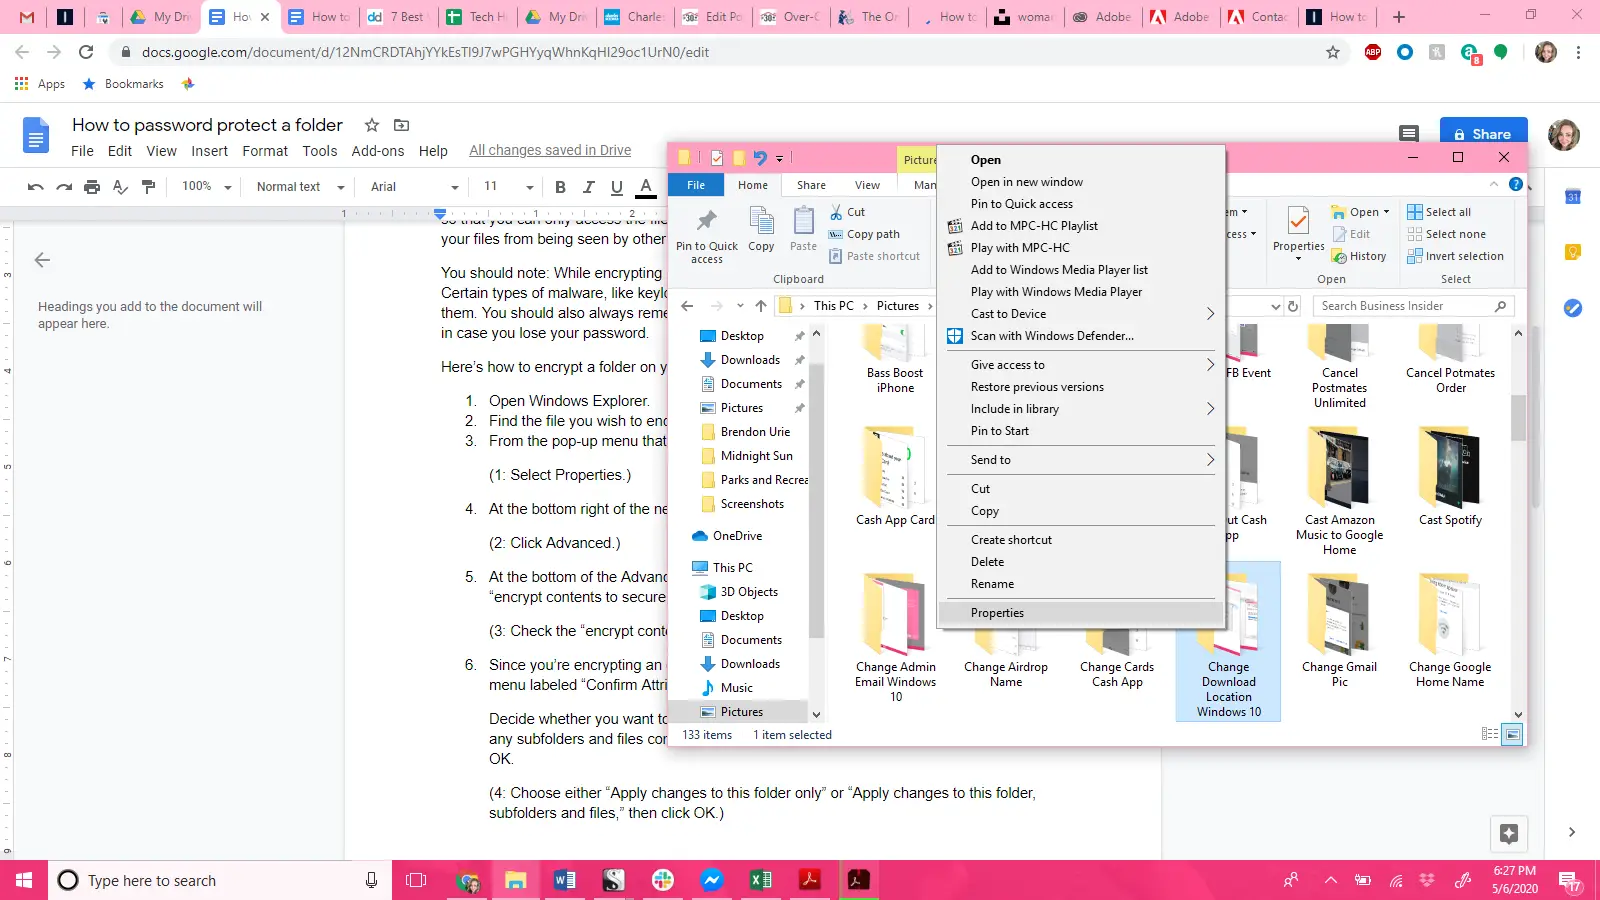 My Dri
Hov
How to
7 Best
Tech H
My Dri
Charle
Edit Po
Over-C
The Or
How to
woma
Adobe
Adobe
Conta
How to
docs.google.com/document/d/12NmCRDTAhjYYkEsTl9J7wPGHYyqWhnKqHl29oc1UrN0/edit
ABP
8
Apps
Bookmarks
How to password protect a folder
Share
File Edit View Insert Format Tools Add-ons Help All changes saved in Drive
100% Normal text Arial 11 B I U A
Headings you add to the document will
appear here.
your files from being seen by other
You should note: While encrypting
Certain types of malware, like keylo
them. You should also always reme
in case you lose your password.
Here's how to encrypt a folder on y
1. Open Windows Explorer.
2. Find the file you wish to enc
3. From the pop-up menu that
(1: Select Properties.)
4. At the bottom right of the ne
(2: Click Advanced.)
5. At the bottom of the Advanc
“encrypt contents to secure
(3: Check the “encrypt conte
6. Since you're encrypting an
menu labeled “Confirm Attri
Decide whether you want to
any subfolders and files con
OK.
(4: Choose either “Apply changes to this folder only” or “Apply changes to this folder,
subfolders and files,” then click OK.)
Picture
File Home Share View Man
Pin to Quick
access
Copy
Paste
Cut
Copy path
Paste shortcut
Clipboard
em
cess
Properties
Open
Edit
History
Open
Select all
Select none
Invert selection
Select
This PC
Pictures
Search Business Insider
Desktop
Downloads
Documents
Pictures
Brendon Urie
Midnight Sun
Parks and Recrea
Screenshots
OneDrive
This PC
3D Objects
Desktop
Documents
Downloads
Music
Pictures
Open
Open in new window
Pin to Quick access
Add to MPC-HC Playlist
Play with MPC-HC
Add to Windows Media Player list
Play with Windows Media Player
Cast to Device
Scan with Windows Defender...
Give access to
Restore previous versions
Include in library
Pin to Start
Send to
Cut
Copy
Create shortcut
Delete
Rename
Properties
Bass Boost
iPhone
FB Event
Cancel
Postmates
Unlimited
Cancel Potmates
Order
Cash App Card
ut Cash
pp
Cast Amazon
Music to Google
Home
Cast Spotify
Change Admin
Email Windows
10
Change Airdrop
Name
Change Cards
Cash App
Change
Download
Location
Windows 10
Change Gmail
Pic
Change Google
Home Name
133 items 1 item selected
Type here to search
6:27 PM
5/6/2020
17